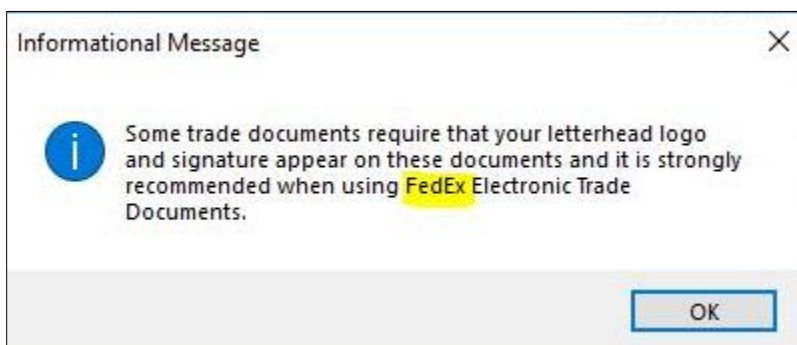 Informational Message
Some trade documents require that your letterhead logo
and signature appear on these documents and it is strongly
recommended when using FedEx Electronic Trade
Documents.
OK